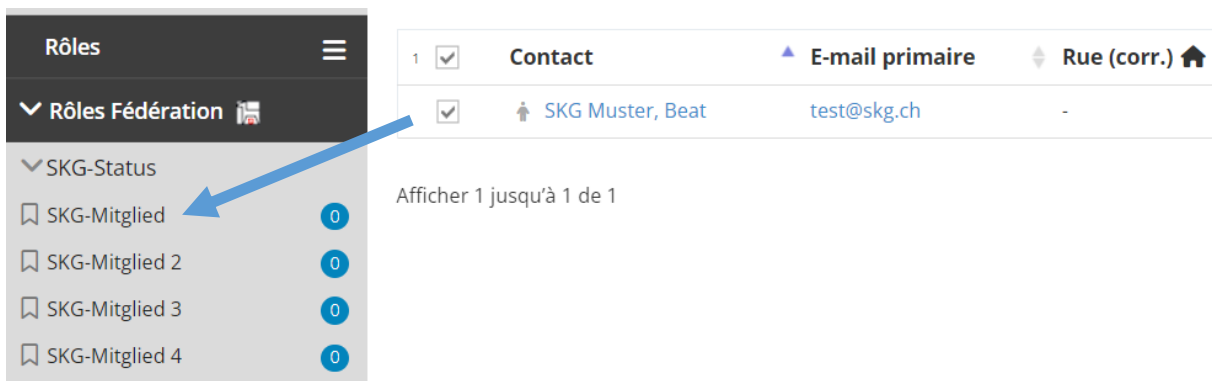 Rôles
Rôles Fédération
SKG-Status
SKG-Mitglied 0
SKG-Mitglied 2 0
SKG-Mitglied 3 0
SKG-Mitglied 4 0
1 Contact E-mail primaire Rue (corr.)
SKG Muster, Beat test@skg.ch -
Afficher 1 jusqu’à 1 de 1